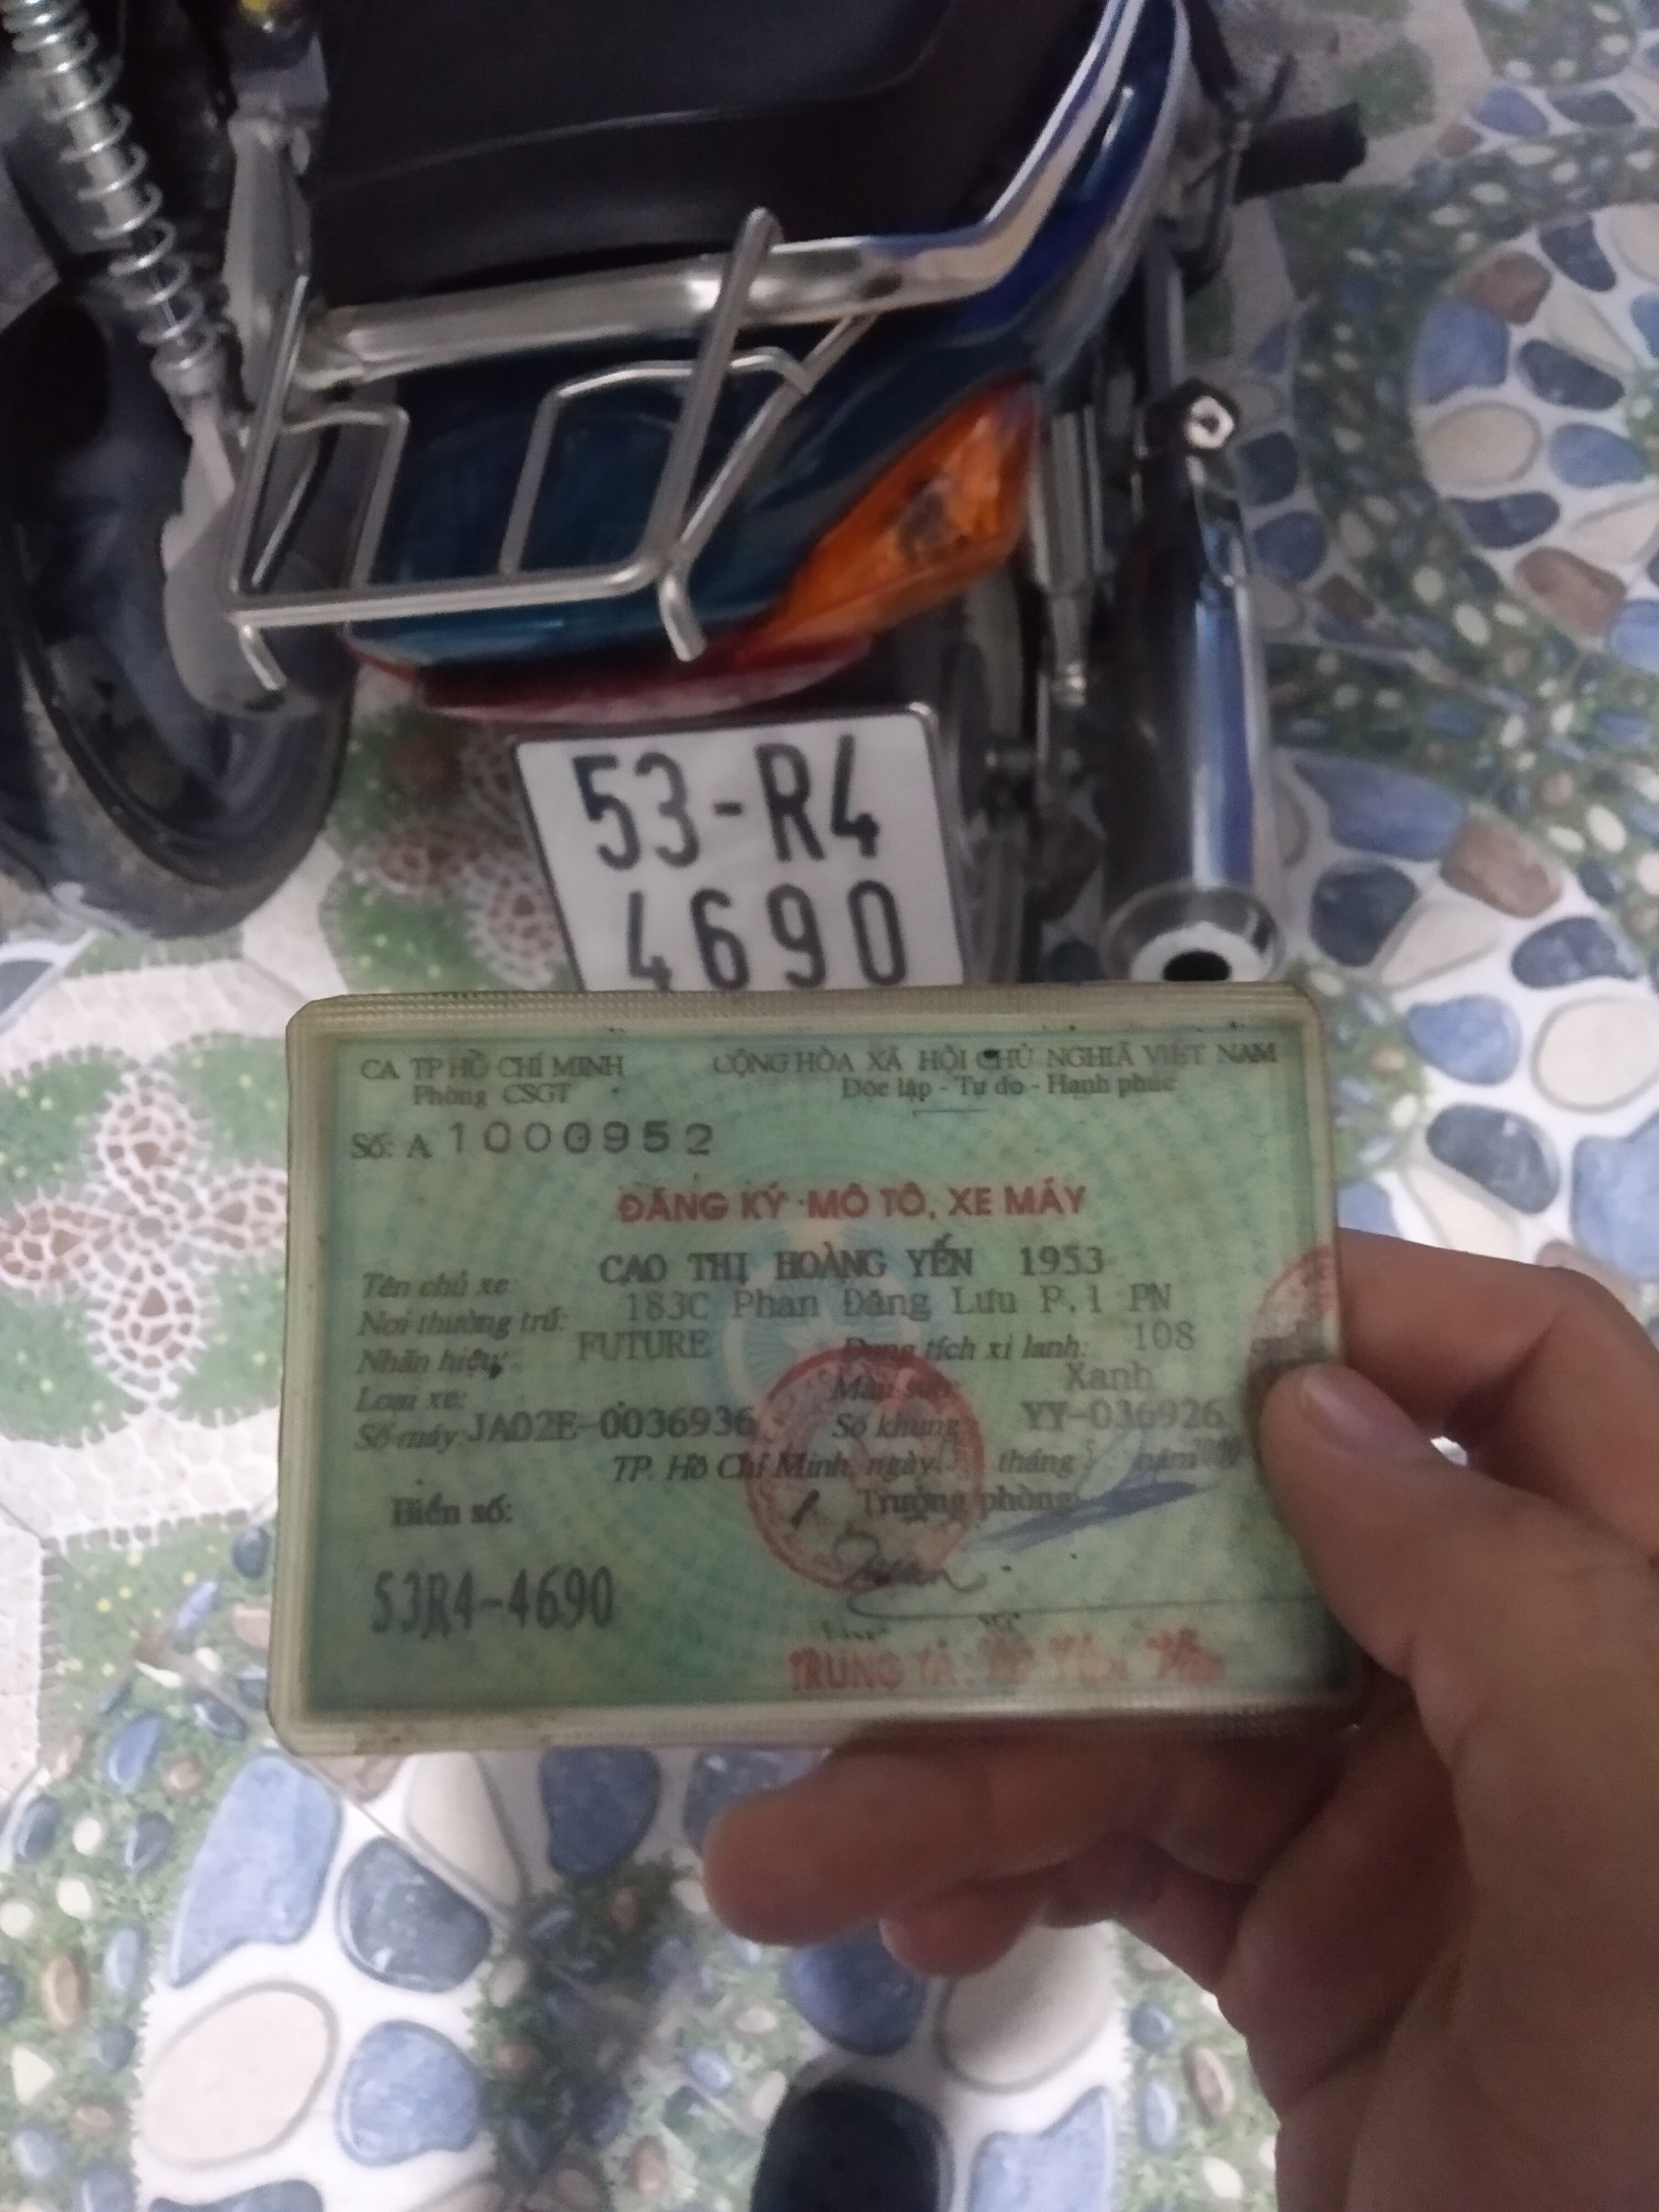 53-R4
4690
CA TP HỒ CHÍ MINH
Phòng CSGT
CỘNG HÒA XÃ HỘI CHỦ NGHĨA VIỆT NAM
Độc lập - Tự do - Hạnh phúc
Số: A 1000952
ĐĂNG KÝ MÔ TÔ, XE MÁY
Tên chủ xe: CAO THỊ HOÀNG YẾN 1953
Nơi thường trú: 183C Phan Đăng Lưu P.1 PN
Nhãn hiệu: FUTURE Dung tích xi lanh: 108
Loại xe: Màu sơn: Xanh
Số máy: JA02E-0036936 Số khung: YY-036926
TP. Hồ Chí Minh, ngày tháng năm
Biển số: Trưởng phòng
53R4-4690
TRUNG TÁ